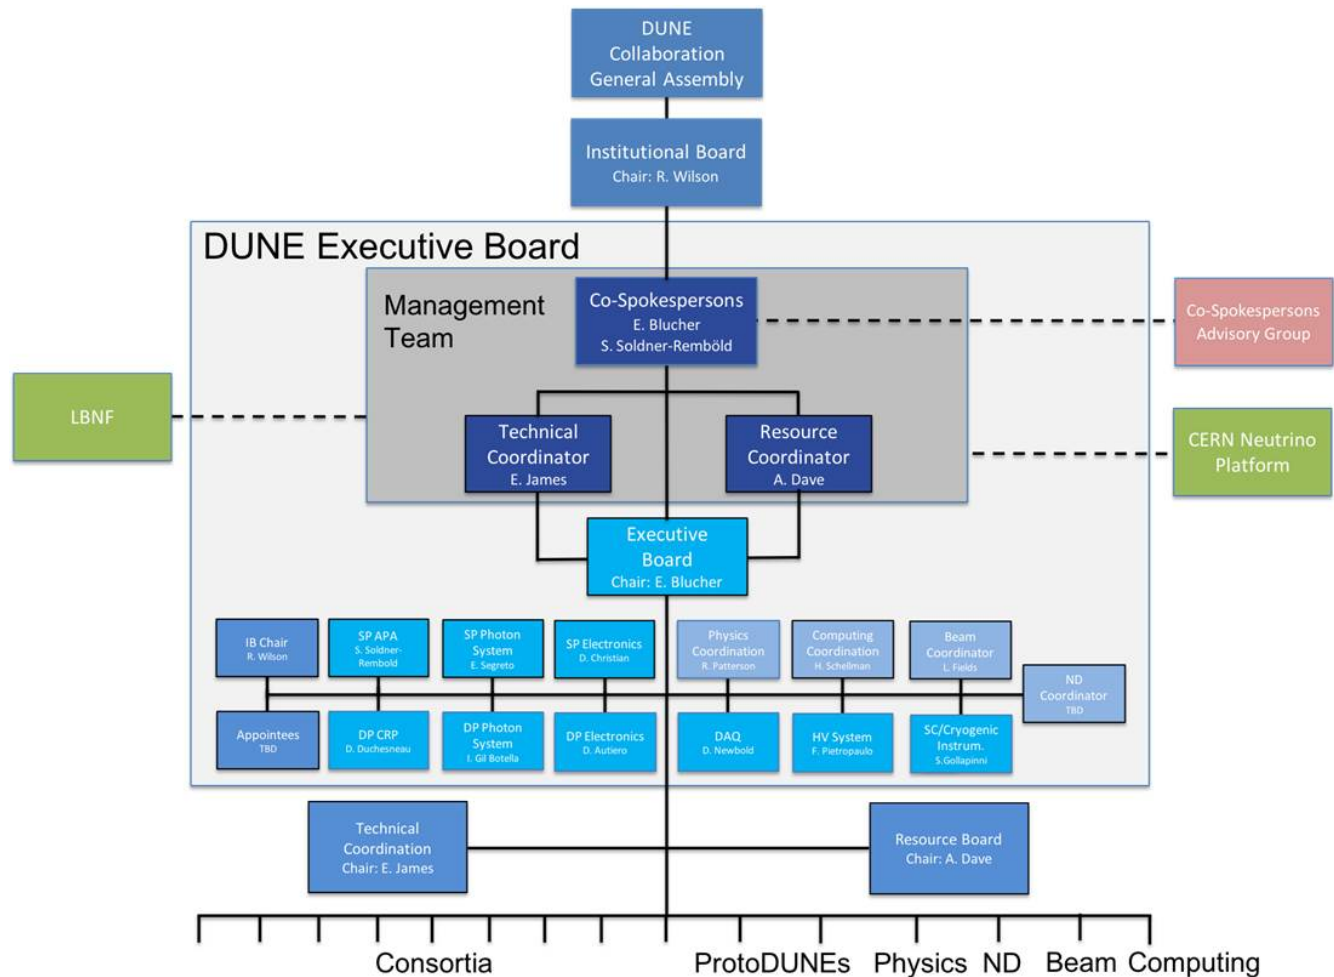 DUNE
Collaboration
General Assembly
Institutional Board
Chair: R. Wilson
DUNE Executive Board
Management
Team
Co-Spokespersons
E. Blucher
S. Soldner-Remböld
Co-Spokespersons
Advisory Group
LBNF
Technical
Coordinator
E. James
Resource
Coordinator
A. Dave
CERN Neutrino
Platform
Executive
Board
Chair: E. Blucher
IB Chair
R. Wilson
SP APA
S. Soldner-
Rembold
SP Photon
System
E. Segreto
SP Electronics
D. Christian
Physics
Coordination
R. Patterson
Computing
Coordination
H. Schellman
Beam
Coordinator
L. Fields
ND
Coordinator
TBD
Appointees
TBD
DP CRP
D. Duchesneau
DP Photon
System
I. Gil Botella
DP Electronics
D. Autiero
DAQ
D. Newbold
HV System
F. Pietropaulo
SC/Cryogenic
Instrum.
S.Gollapinni
Technical
Coordination
Chair: E. James
Resource Board
Chair: A. Dave
Consortia
ProtoDUNEs
Physics
ND
Beam
Computing